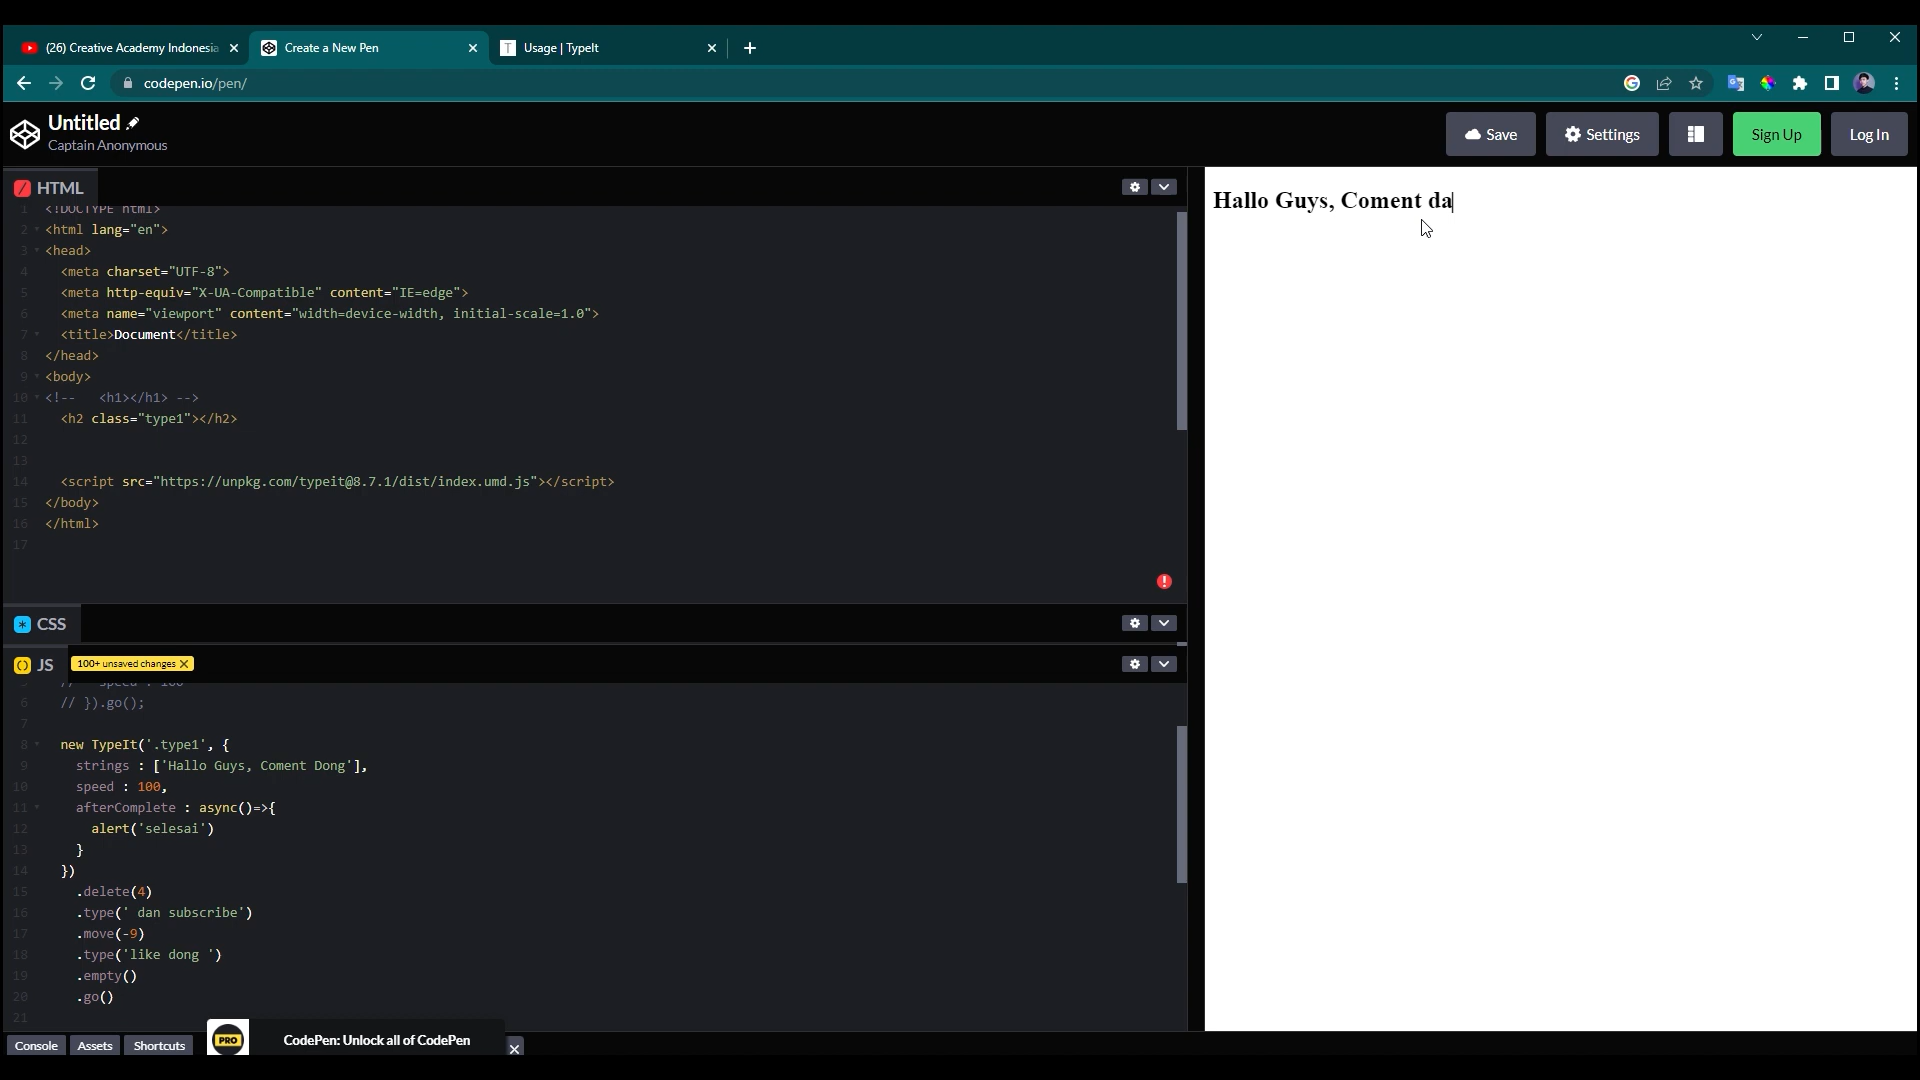 (26) Creative Academy Indonesia
Create a New Pen
Usage | TypeIt
codepen.io/pen/
Untitled
Captain Anonymous
Save
Settings
Sign Up
Log In
HTML
1 <!DOCTYPE html>
2 <html lang="en">
3 <head>
4 <meta charset="UTF-8">
5 <meta http-equiv="X-UA-Compatible" content="IE=edge">
6 <meta name="viewport" content="width=device-width, initial-scale=1.0">
7 <title>Document</title>
8 </head>
9 <body>
10 <!-- <h1></h1> -->
11 <h2 class="type1"></h2>
12
13
14 <script src="https://unpkg.com/typeit@8.7.1/dist/index.umd.js"></script>
15 </body>
16 </html>
17
CSS
JS
100+ unsaved changes
5 // speed : 100
6 // }).go();
7
8 new TypeIt('.type1', {
9 strings : ['Hallo Guys, Coment Dong'],
10 speed : 100,
11 afterComplete : async()=>{
12 alert('selesai')
13 }
14 })
15 .delete(4)
16 .type(' dan subscribe')
17 .move(-9)
18 .type('like dong ')
19 .empty()
20 .go()
21
Console
Assets
Shortcuts
PRO
CodePen: Unlock all of CodePen
Hallo Guys, Coment da